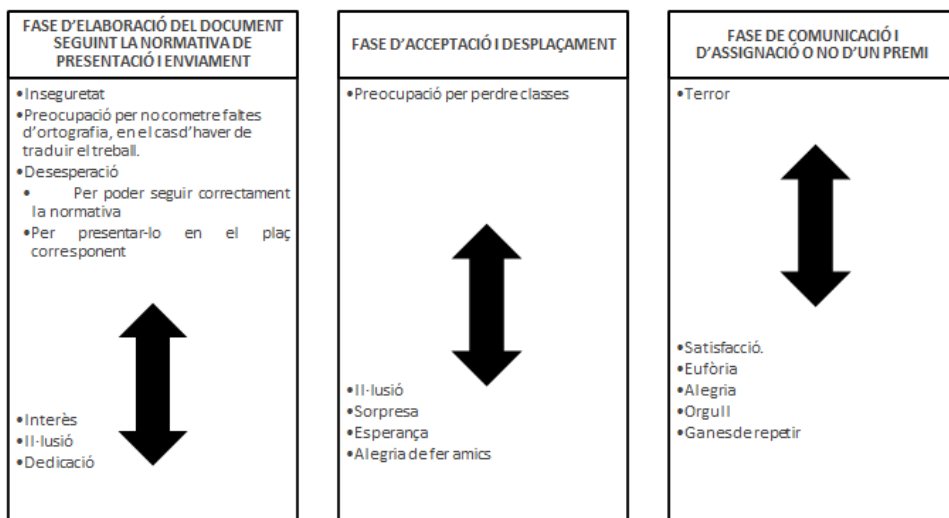 FASE D'ELABORACIÓ DEL DOCUMENT
SEGUINT LA NORMATIVA DE
PRESENTACIÓ I ENVIAMENT
•Inseguretat
•Preocupació per no cometre faltes
d'ortografia, en el cas d'haver de
traduir el treball.
•Desesperació
• Per poder seguir correctament
la normativa
•Per presentar-lo en el plaç
corresponent
•Interès
•Il·lusió
•Dedicació
FASE D'ACCEPTACIÓ I DESPLAÇAMENT
•Preocupació per perdre classes
•Il·lusió
•Sorpresa
•Esperança
•Alegria de fer amics
FASE DE COMUNICACIÓ I
D'ASSIGNACIÓ O NO D'UN PREMI
•Terror
•Satisfacció.
•Eufòria
•Alegria
•Orgull
•Ganes de repetir